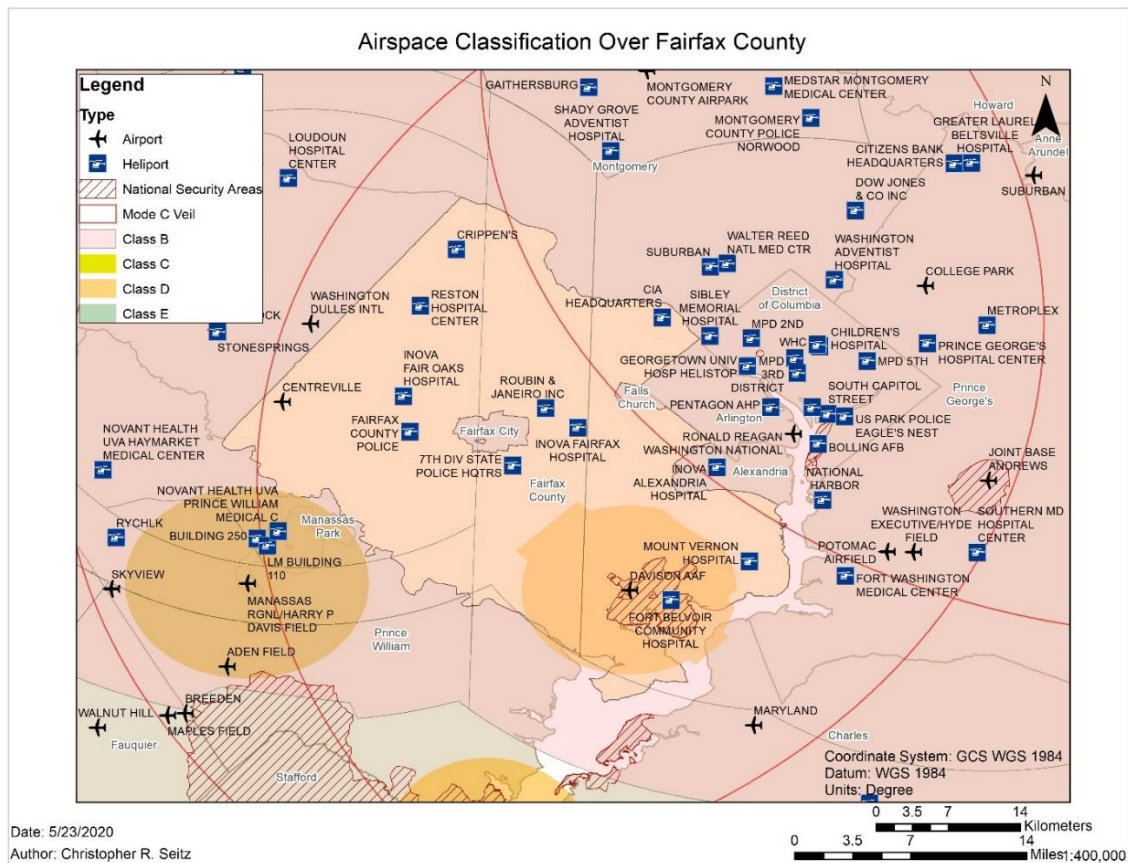 Airspace Classification Over Fairfax County
Legend
Type
Airport
Heliport
National Security Areas
Mode C Veil
Class B
Class C
Class D
Class E
N
GAITHERSBURG
MONTGOMERY
COUNTY AIRPARK
MEDSTAR MONTGOMERY
MEDICAL CENTER
SHADY GROVE
ADVENTIST
HOSPITAL
MONTGOMERY
COUNTY POLICE
NORWOOD
Howard
GREATER LAUREL
BELTSVILLE
HOSPITAL
CITIZENS BANK
HEADQUARTERS
Anne
Arundel
SUBURBAN
LOUDOUN
HOSPITAL
CENTER
Montgomery
DOW JONES
& CO INC
CRIPPEN'S
SUBURBAN
WALTER REED
NATL MED CTR
WASHINGTON
ADVENTIST
HOSPITAL
COLLEGE PARK
WASHINGTON
DULLES INTL
RESTON
HOSPITAL
CENTER
CIA
HEADQUARTERS
SIBLEY
MEMORIAL
HOSPITAL
District
of Columbia
METROPLEX
OCK
STONESPRINGS
MPD 2ND
WHC
CHILDREN'S
HOSPITAL
PRINCE GEORGE'S
HOSPITAL CENTER
INOVA
FAIR OAKS
HOSPITAL
GEORGETOWN UNIV
HOSP HELISTOP
MPD
3RD
DISTRICT
MPD 5TH
CENTREVILLE
ROUBIN &
JANEIRO INC
Falls
Church
SOUTH CAPITOL
STREET
Prince
George's
PENTAGON AHP
Arlington
US PARK POLICE
EAGLE'S NEST
FAIRFAX
COUNTY
POLICE
Fairfax City
INOVA FAIRFAX
HOSPITAL
RONALD REAGAN
WASHINGTON NATIONAL
BOLLING AFB
NOVANT HEALTH
UVA HAYMARKET
MEDICAL CENTER
7TH DIV STATE
POLICE HQTRS
Fairfax
County
INOVA
ALEXANDRIA
HOSPITAL
Alexandria
NATIONAL
HARBOR
JOINT BASE
ANDREWS
NOVANT HEALTH UVA
PRINCE WILLIAM
MEDICAL C
Manassas
Park
WASHINGTON
EXECUTIVE/HYDE
FIELD
SOUTHERN MD
HOSPITAL
CENTER
RYCHLK
BUILDING 250
LM BUILDING
110
MOUNT VERNON
HOSPITAL
POTOMAC
AIRFIELD
SKYVIEW
DAVISON AAF
FORT WASHINGTON
MEDICAL CENTER
MANASSAS
RGNL/HARRY P
DAVIS FIELD
FORT BELVOIR
COMMUNITY
HOSPITAL
Prince
William
ADEN FIELD
BREEDEN
WALNUT HILL
MAPLES FIELD
MARYLAND
Fauquier
Charles
Stafford
Coordinate System: GCS WGS 1984
Datum: WGS 1984
Units: Degree
0 3.5 7 14
Kilometers
0 3.5 7 14
Miles
1:400,000
Date: 5/23/2020
Author: Christopher R. Seitz